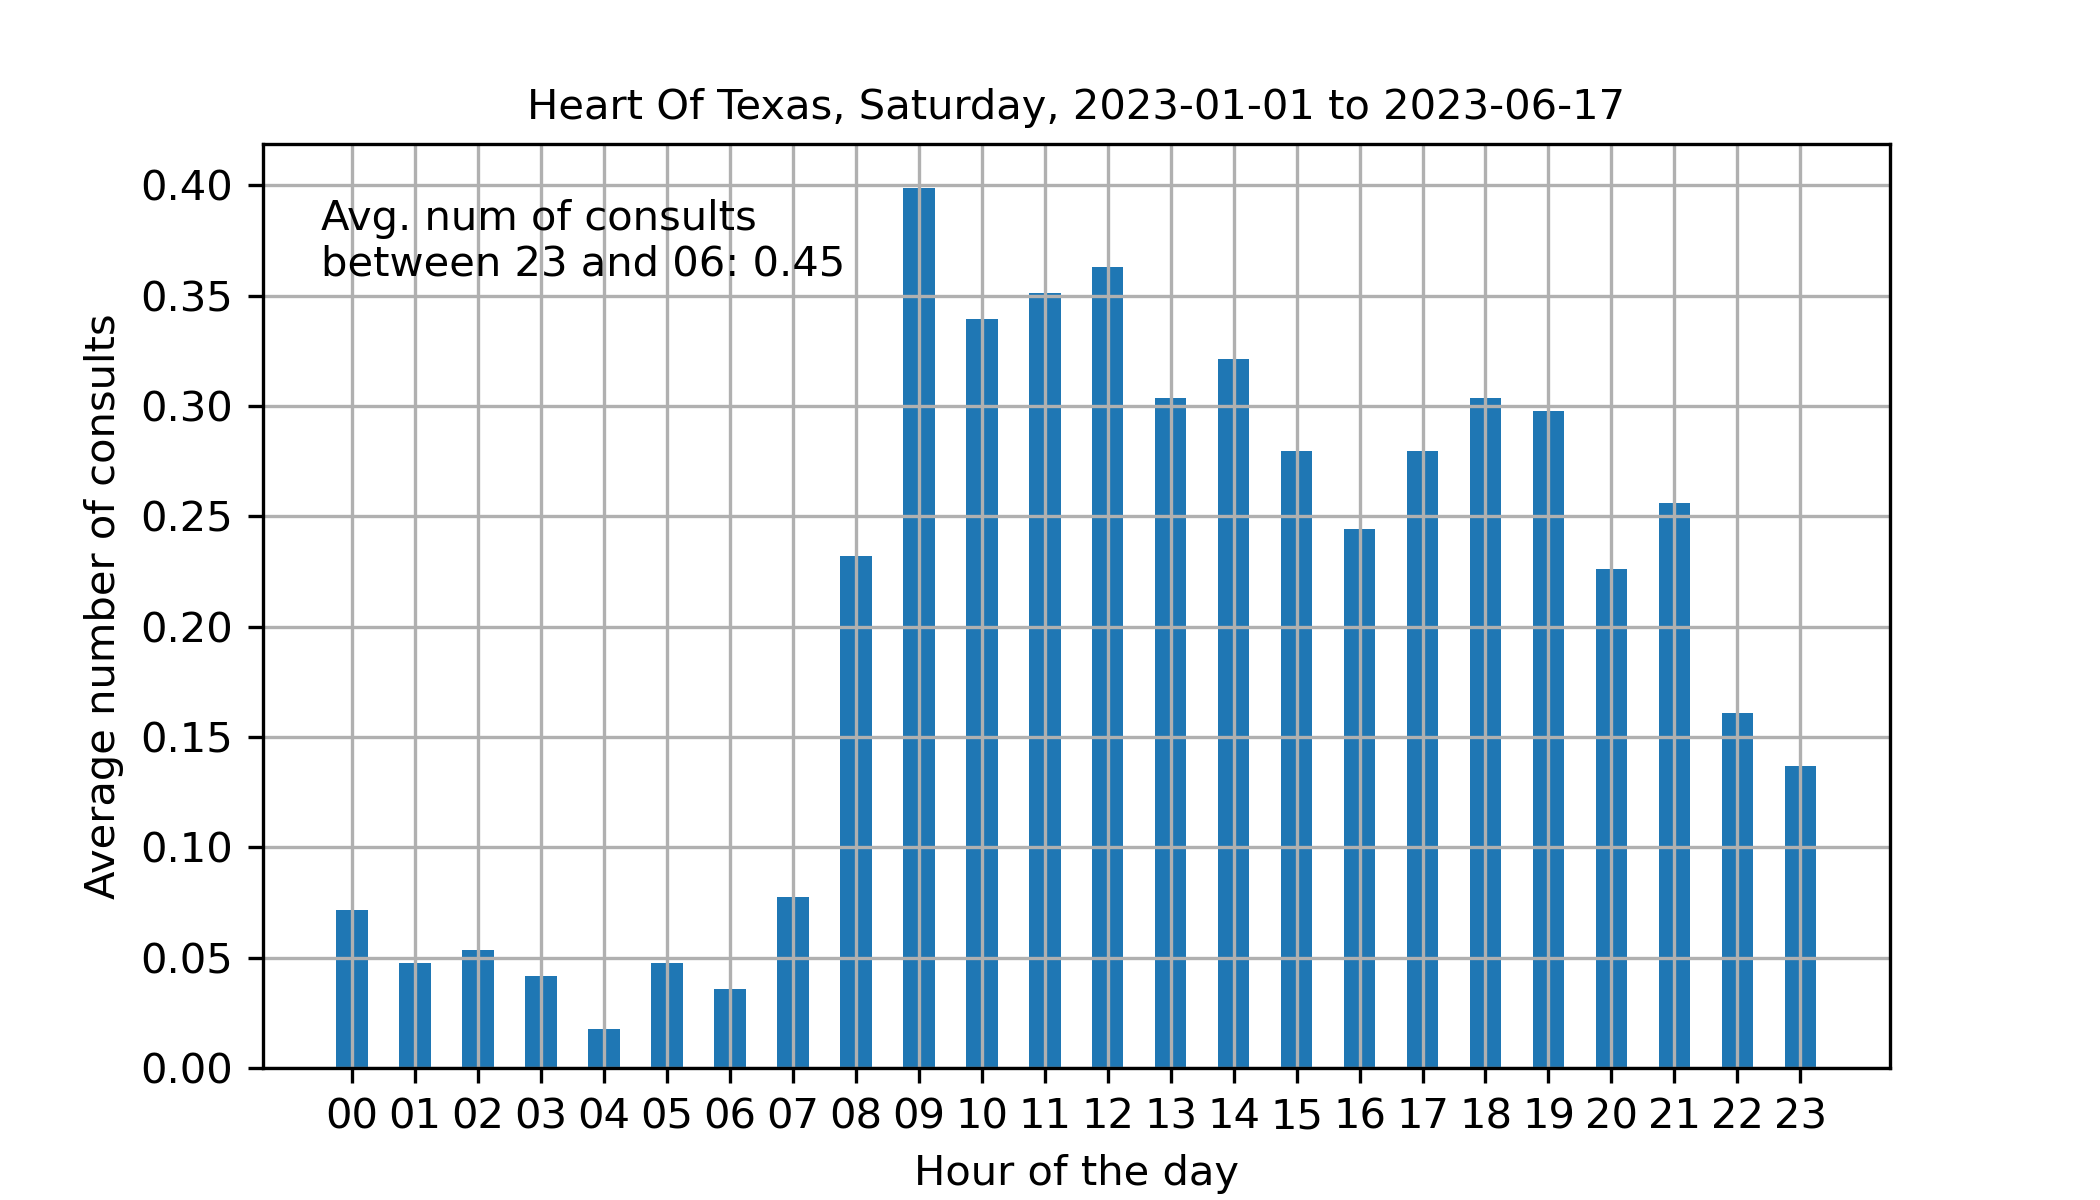 Heart Of Texas, Saturday, 2023-01-01 to 2023-06-17
Avg. num of consults
between 23 and 06: 0.45
Average number of consults
0.40
0.35
0.30
0.25
0.20
0.15
0.10
0.05
0.00
00 01 02 03 04 05 06 07 08 09 10 11 12 13 14 15 16 17 18 19 20 21 22 23
Hour of the day